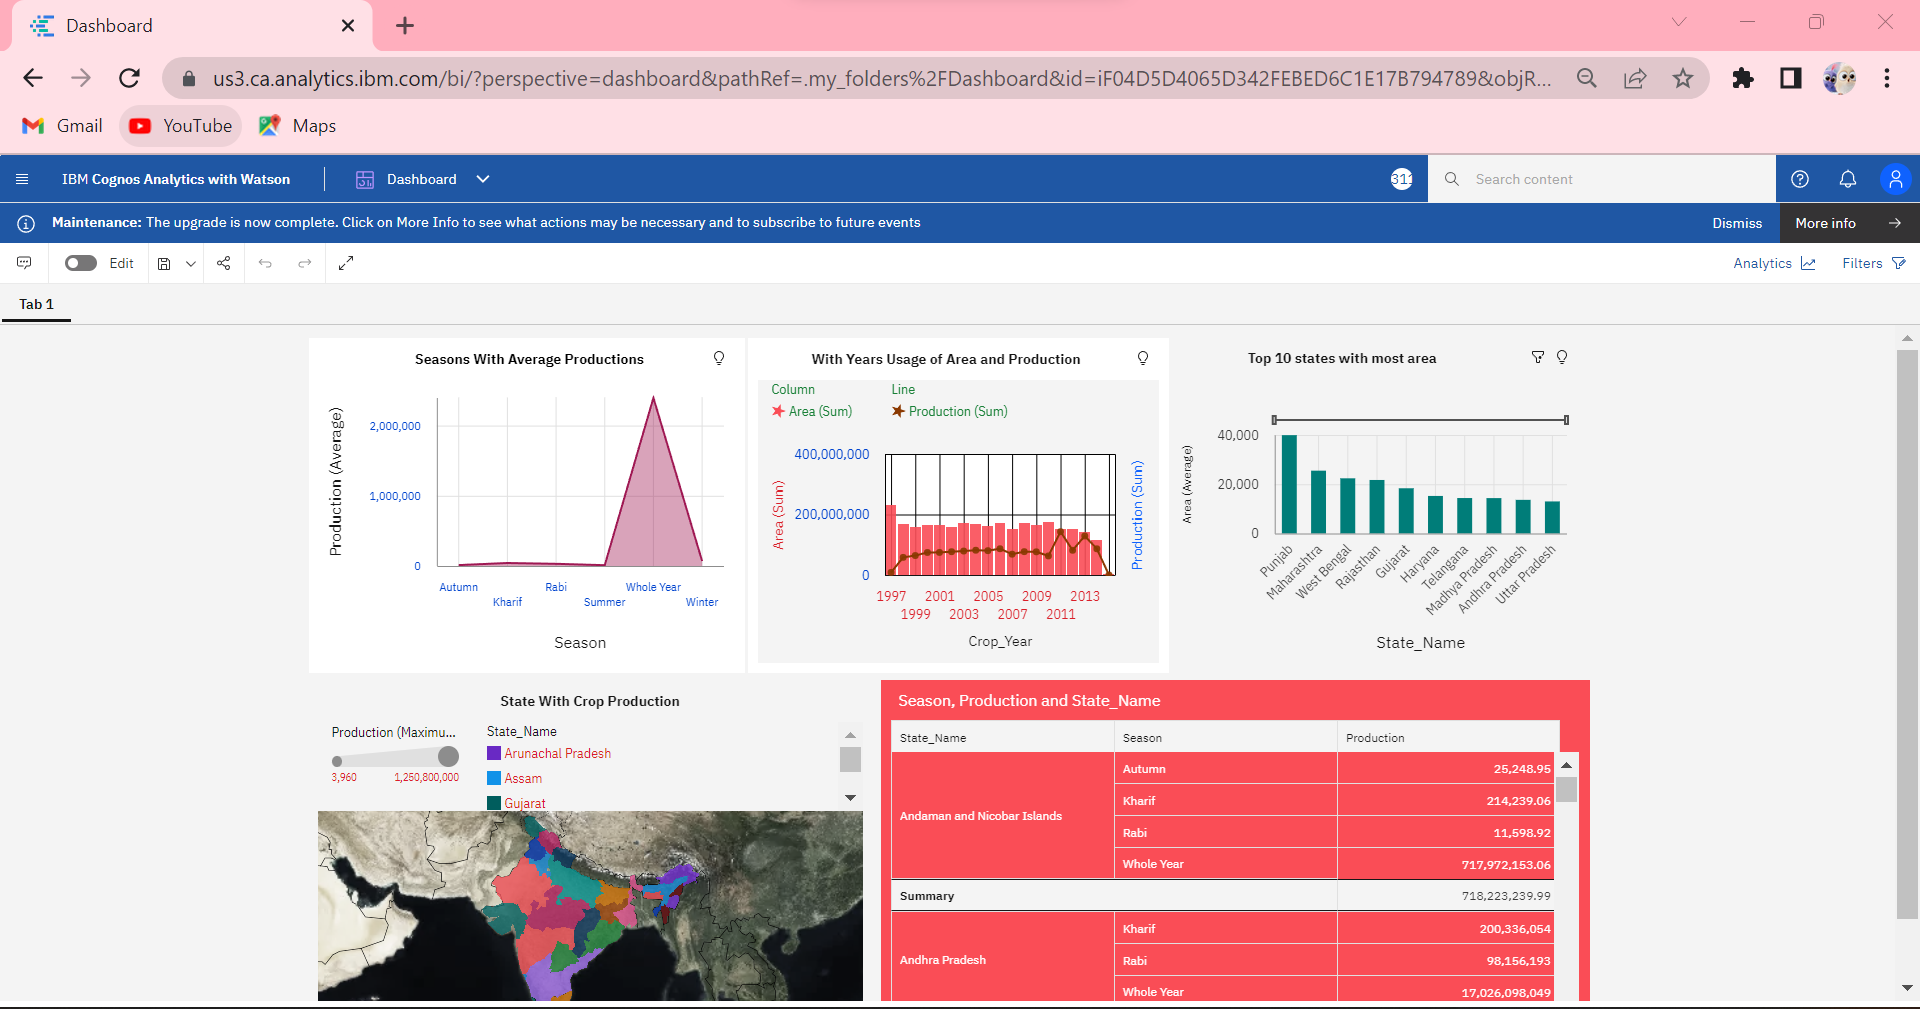 Dashboard
us3.ca.analytics.ibm.com/bi/?perspective=dashboard&pathRef=.my_folders%2FDashboard&id=iF04D5D4065D342FEBED6C1E17B794789&objR...
Gmail YouTube Maps
IBM Cognos Analytics with Watson Dashboard 311 Search content
Maintenance: The upgrade is now complete. Click on More Info to see what actions may be necessary and to subscribe to future events Dismiss More info
Edit Analytics Filters
Tab 1
Seasons With Average Productions
Production (Average)
2,000,000
1,000,000
0
Autumn Rabi Whole Year
Kharif Summer Winter
Season
With Years Usage of Area and Production
Column Line
Area (Sum) Production (Sum)
Area (Sum)
400,000,000
200,000,000
0
Production (Sum)
1997 2001 2005 2009 2013
1999 2003 2007 2011
Crop_Year
Top 10 states with most area
Area (Average)
40,000
20,000
0
Punjab
Maharashtra
West Bengal
Rajasthan
Gujarat
Haryana
Telangana
Madhya Pradesh
Andhra Pradesh
Uttar Pradesh
State_Name
State With Crop Production
Production (Maximu...
3,960 1,250,800,000
State_Name
Arunachal Pradesh
Assam
Gujarat
Season, Production and State_Name
State_Name Season Production
Andaman and Nicobar Islands
Autumn 25,248.95
Kharif 214,239.06
Rabi 11,598.92
Whole Year 717,972,153.06
Summary 718,223,239.99
Andhra Pradesh
Kharif 200,336,054
Rabi 98,156,193
Whole Year 17,026,098,049